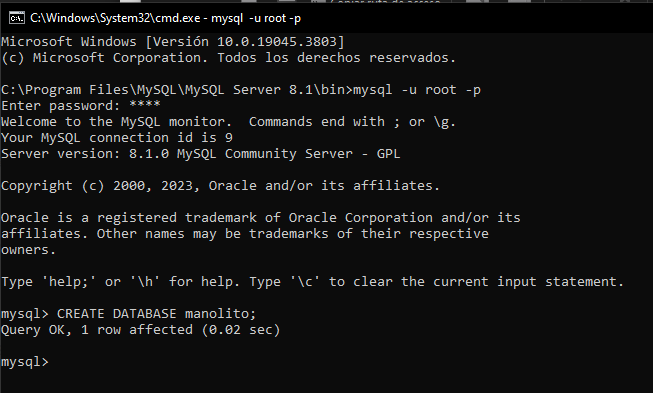 C:\Windows\System32\cmd.exe - mysql -u root -p
Microsoft Windows [Versión 10.0.19045.3803]
(c) Microsoft Corporation. Todos los derechos reservados.
C:\Program Files\MySQL\MySQL Server 8.1\bin>mysql -u root -p
Enter password: ****
Welcome to the MySQL monitor.  Commands end with ; or \g.
Your MySQL connection id is 9
Server version: 8.1.0 MySQL Community Server - GPL
Copyright (c) 2000, 2023, Oracle and/or its affiliates.
Oracle is a registered trademark of Oracle Corporation and/or its
affiliates. Other names may be trademarks of their respective
owners.
Type 'help;' or '\h' for help. Type '\c' to clear the current input statement.
mysql> CREATE DATABASE manolito;
Query OK, 1 row affected (0.02 sec)
mysql>